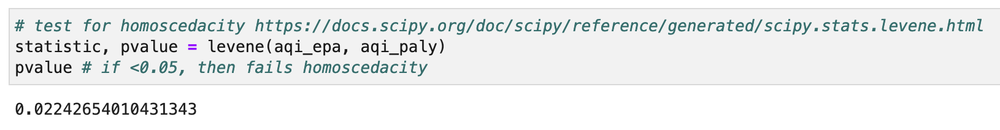 # test for homoscedacity https://docs.scipy.org/doc/scipy/reference/generated/scipy.stats.levene.html
statistic, pvalue = levene(aqi_epa, aqi_paly)
pvalue # if <0.05, then fails homoscedacity
0.02242654010431343